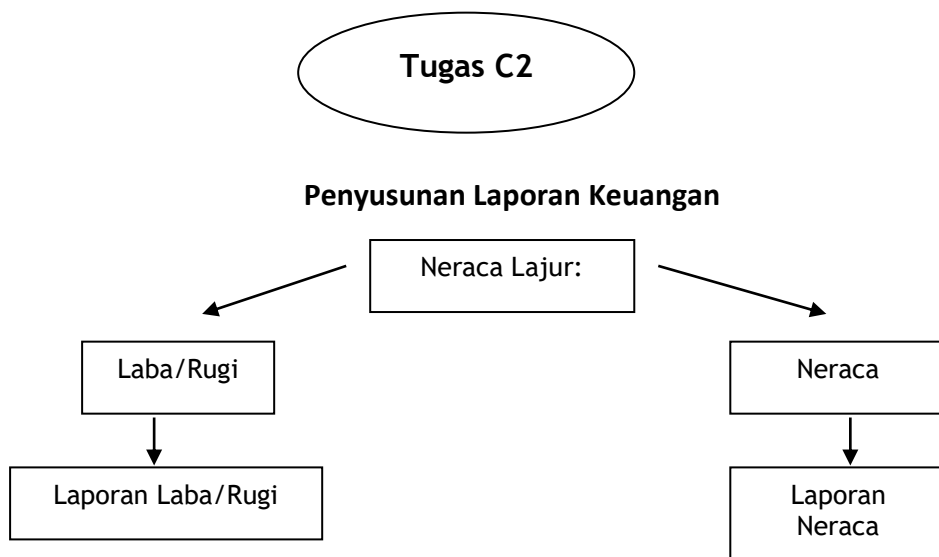 Tugas C2
Penyusunan Laporan Keuangan
Neraca Lajur:
Laba/Rugi
Neraca
Laporan Laba/Rugi
Laporan
Neraca